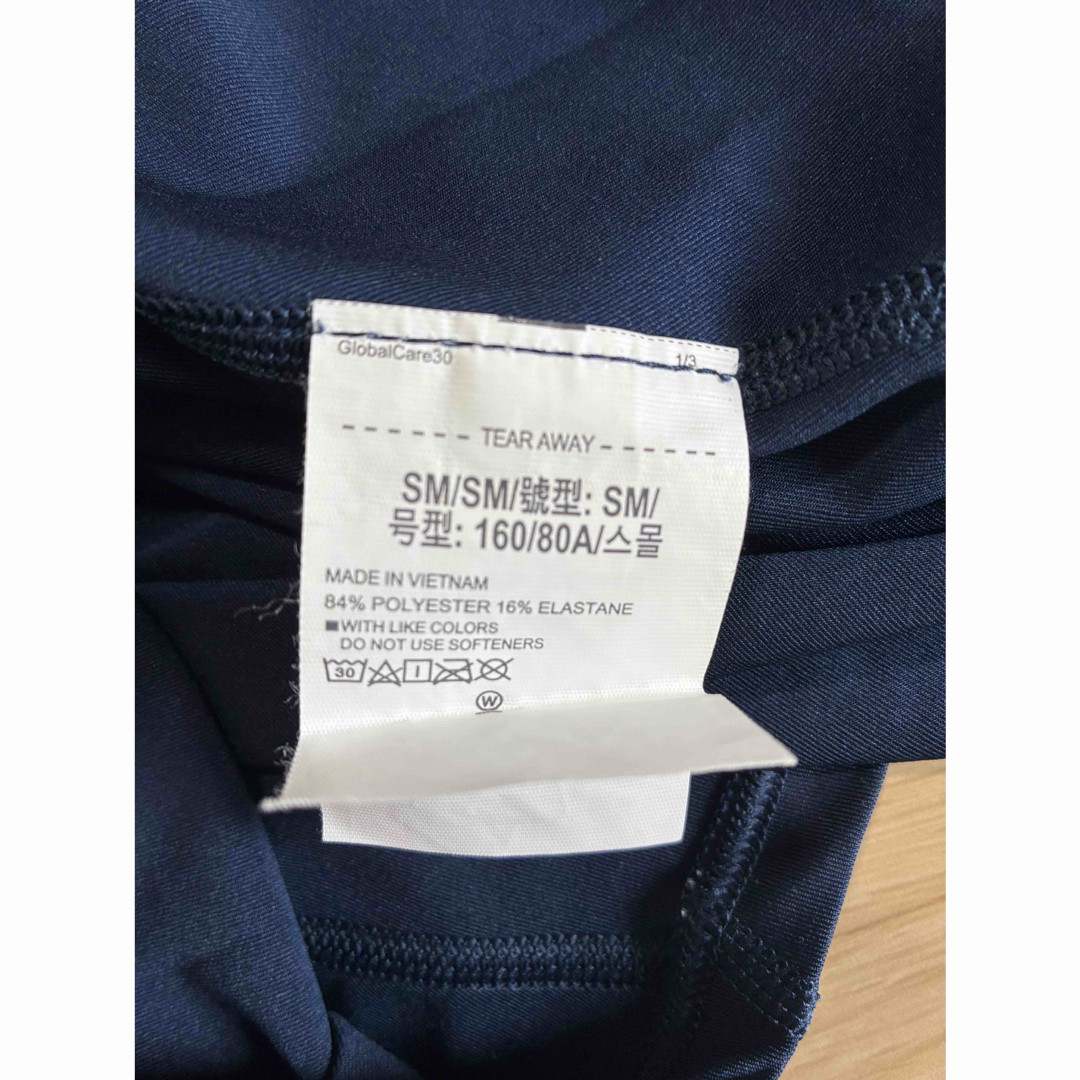 GlobalCare30 1/3
- - - - - - TEAR AWAY - - - - - -
SM/SM/號型: SM/
号型: 160/80A/스몰
MADE IN VIETNAM
84% POLYESTER 16% ELASTANE
■WITH LIKE COLORS
DO NOT USE SOFTENERS
30
W